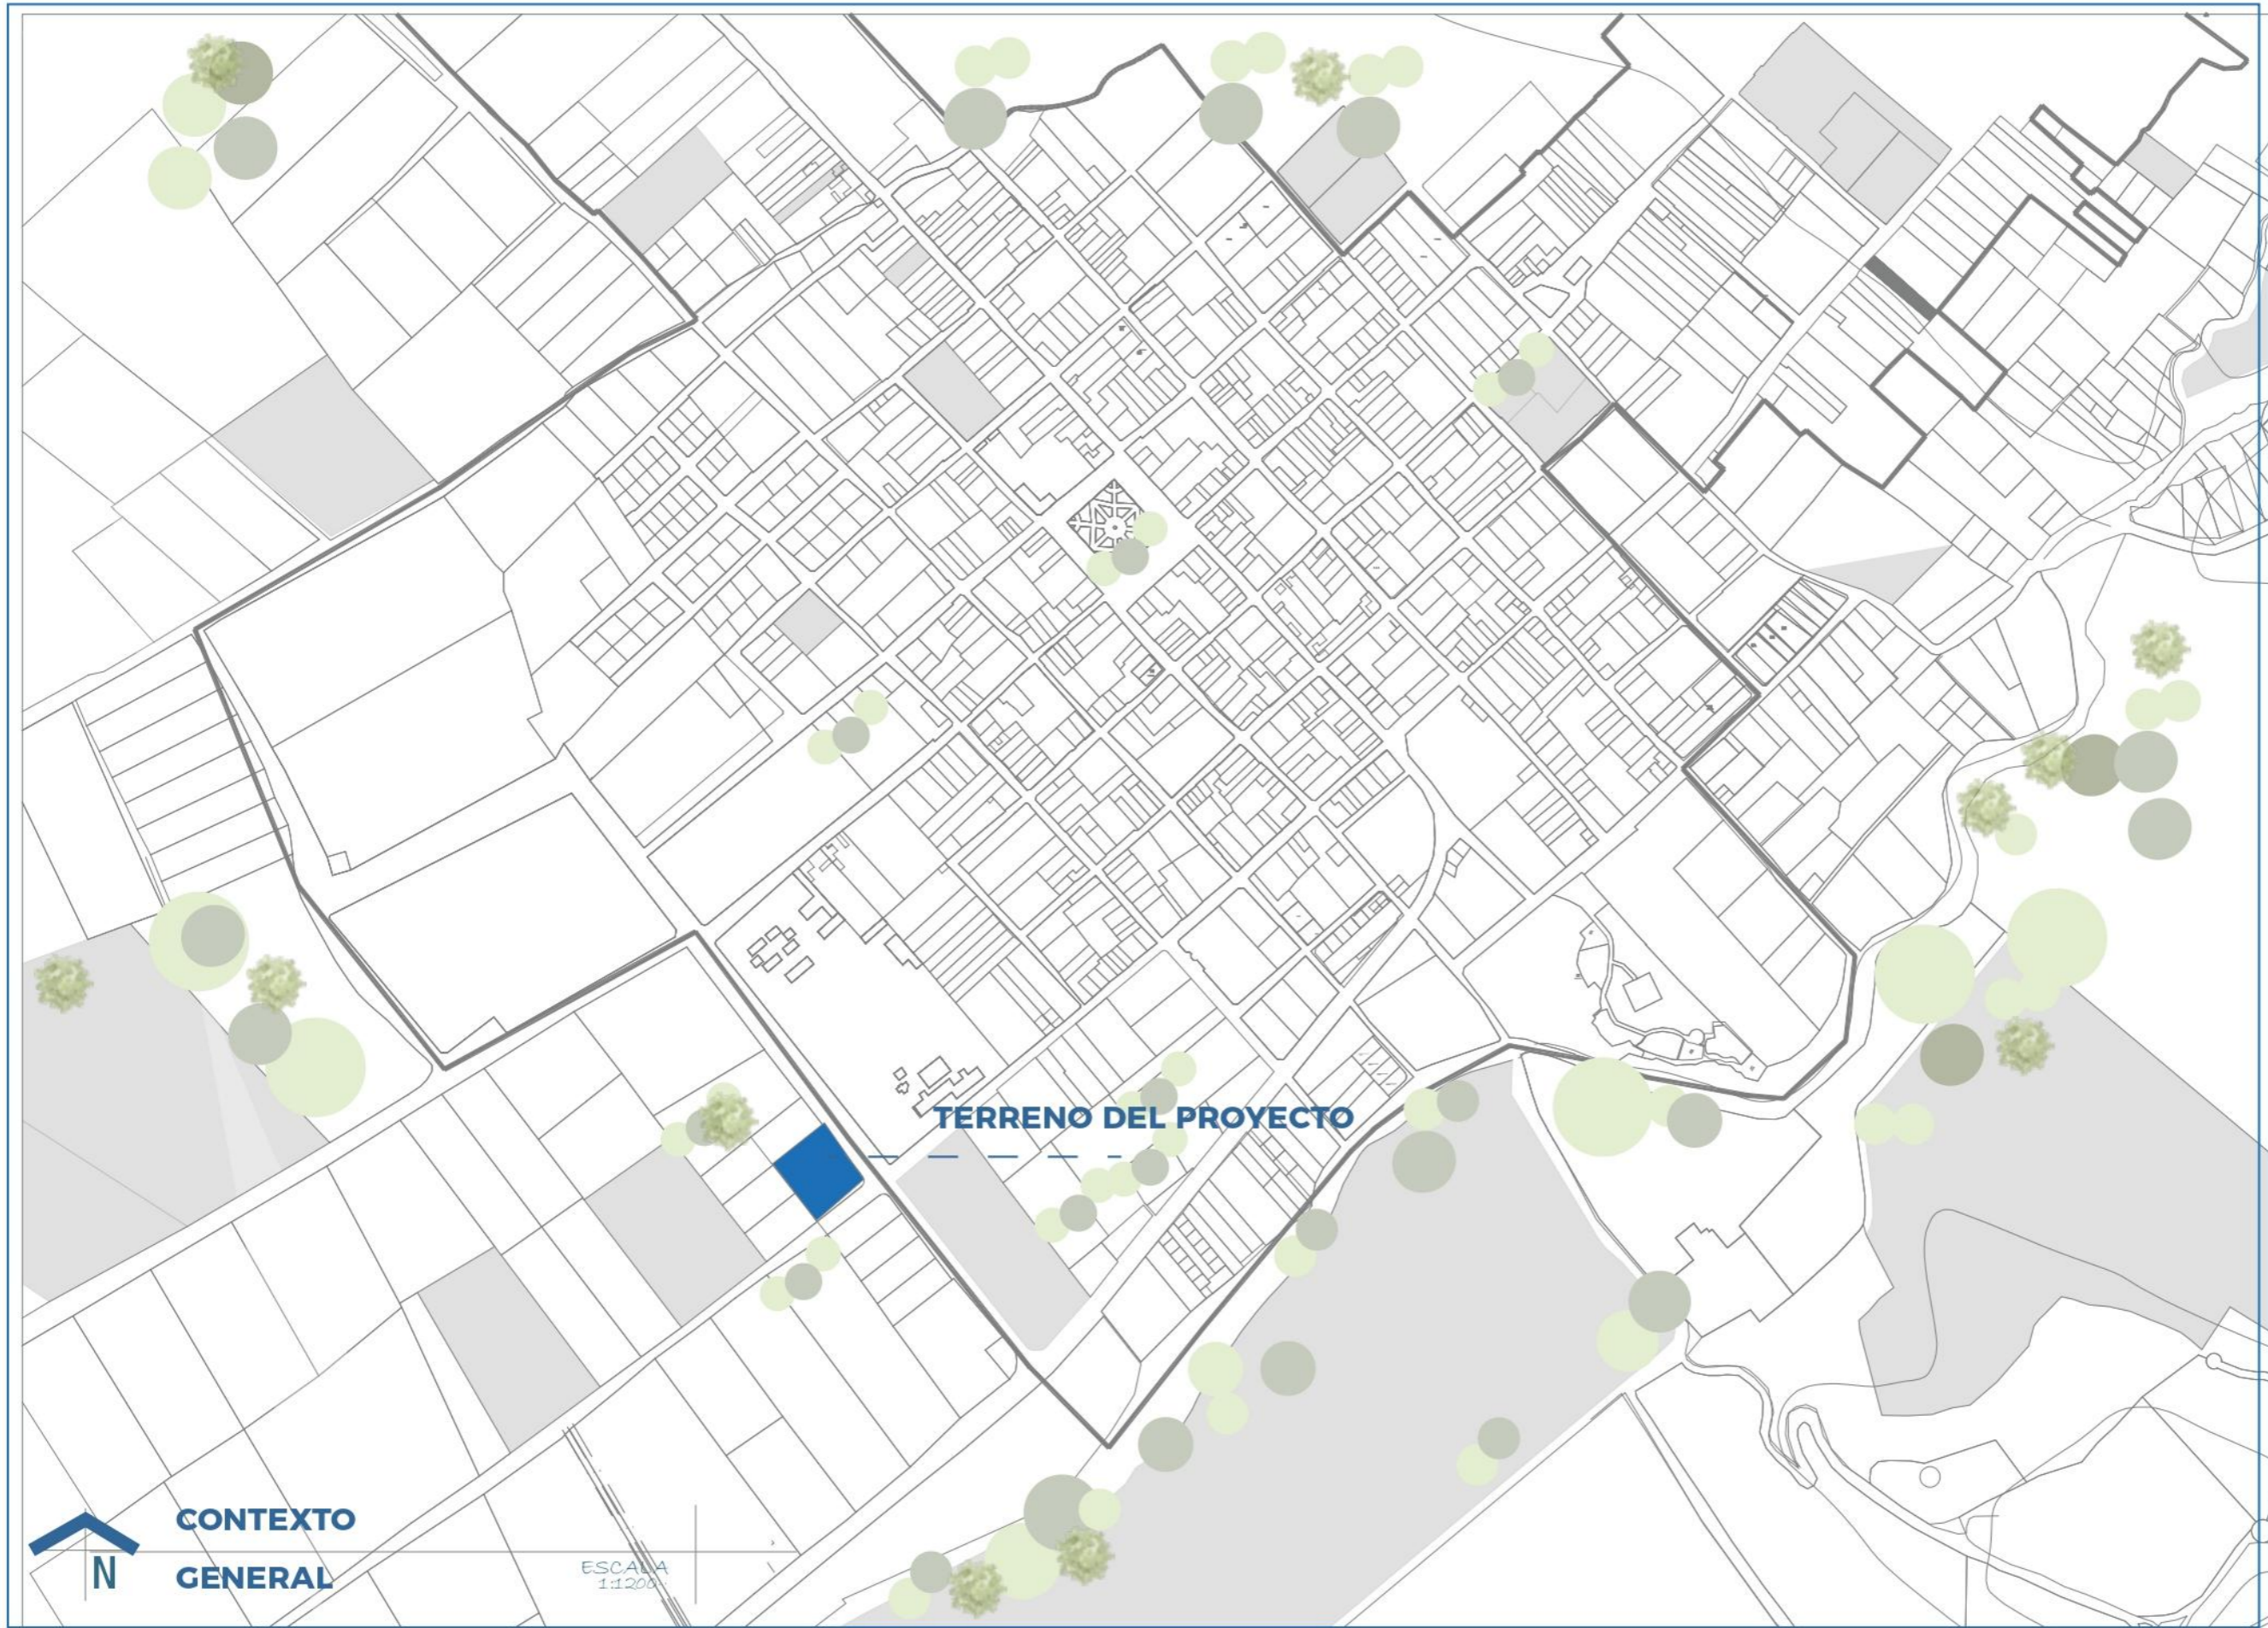 TERRENO DEL PROYECTO
CONTEXTO
GENERAL
N
ESCALA
1:1200